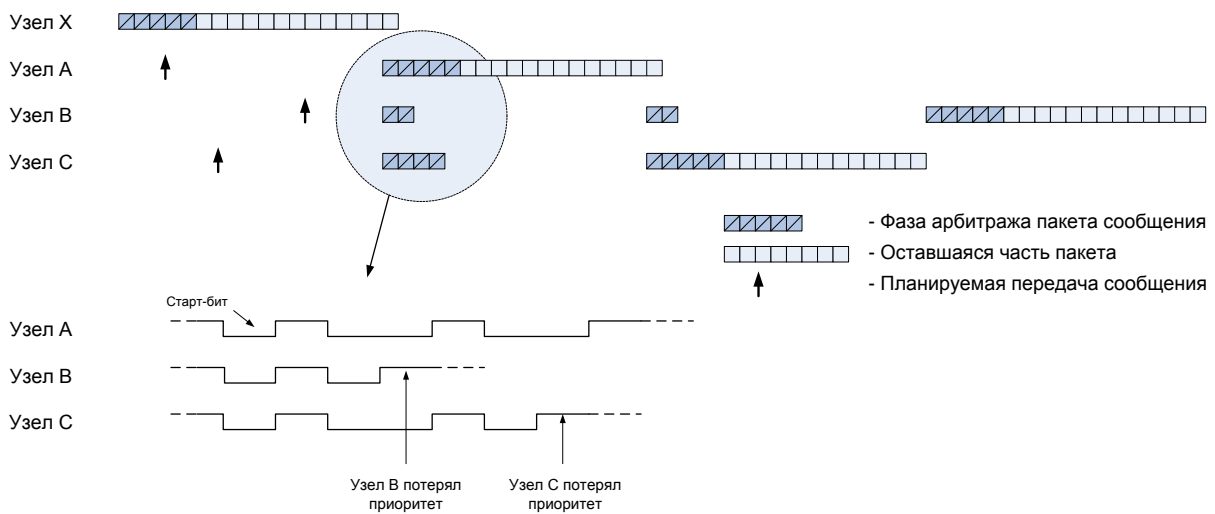 Узел X
Узел A
Узел B
Узел C
- Фаза арбитража пакета сообщения
- Оставшаяся часть пакета
- Планируемая передача сообщения
Старт-бит
Узел A
Узел B
Узел C
Узел B потерял
приоритет
Узел C потерял
приоритет